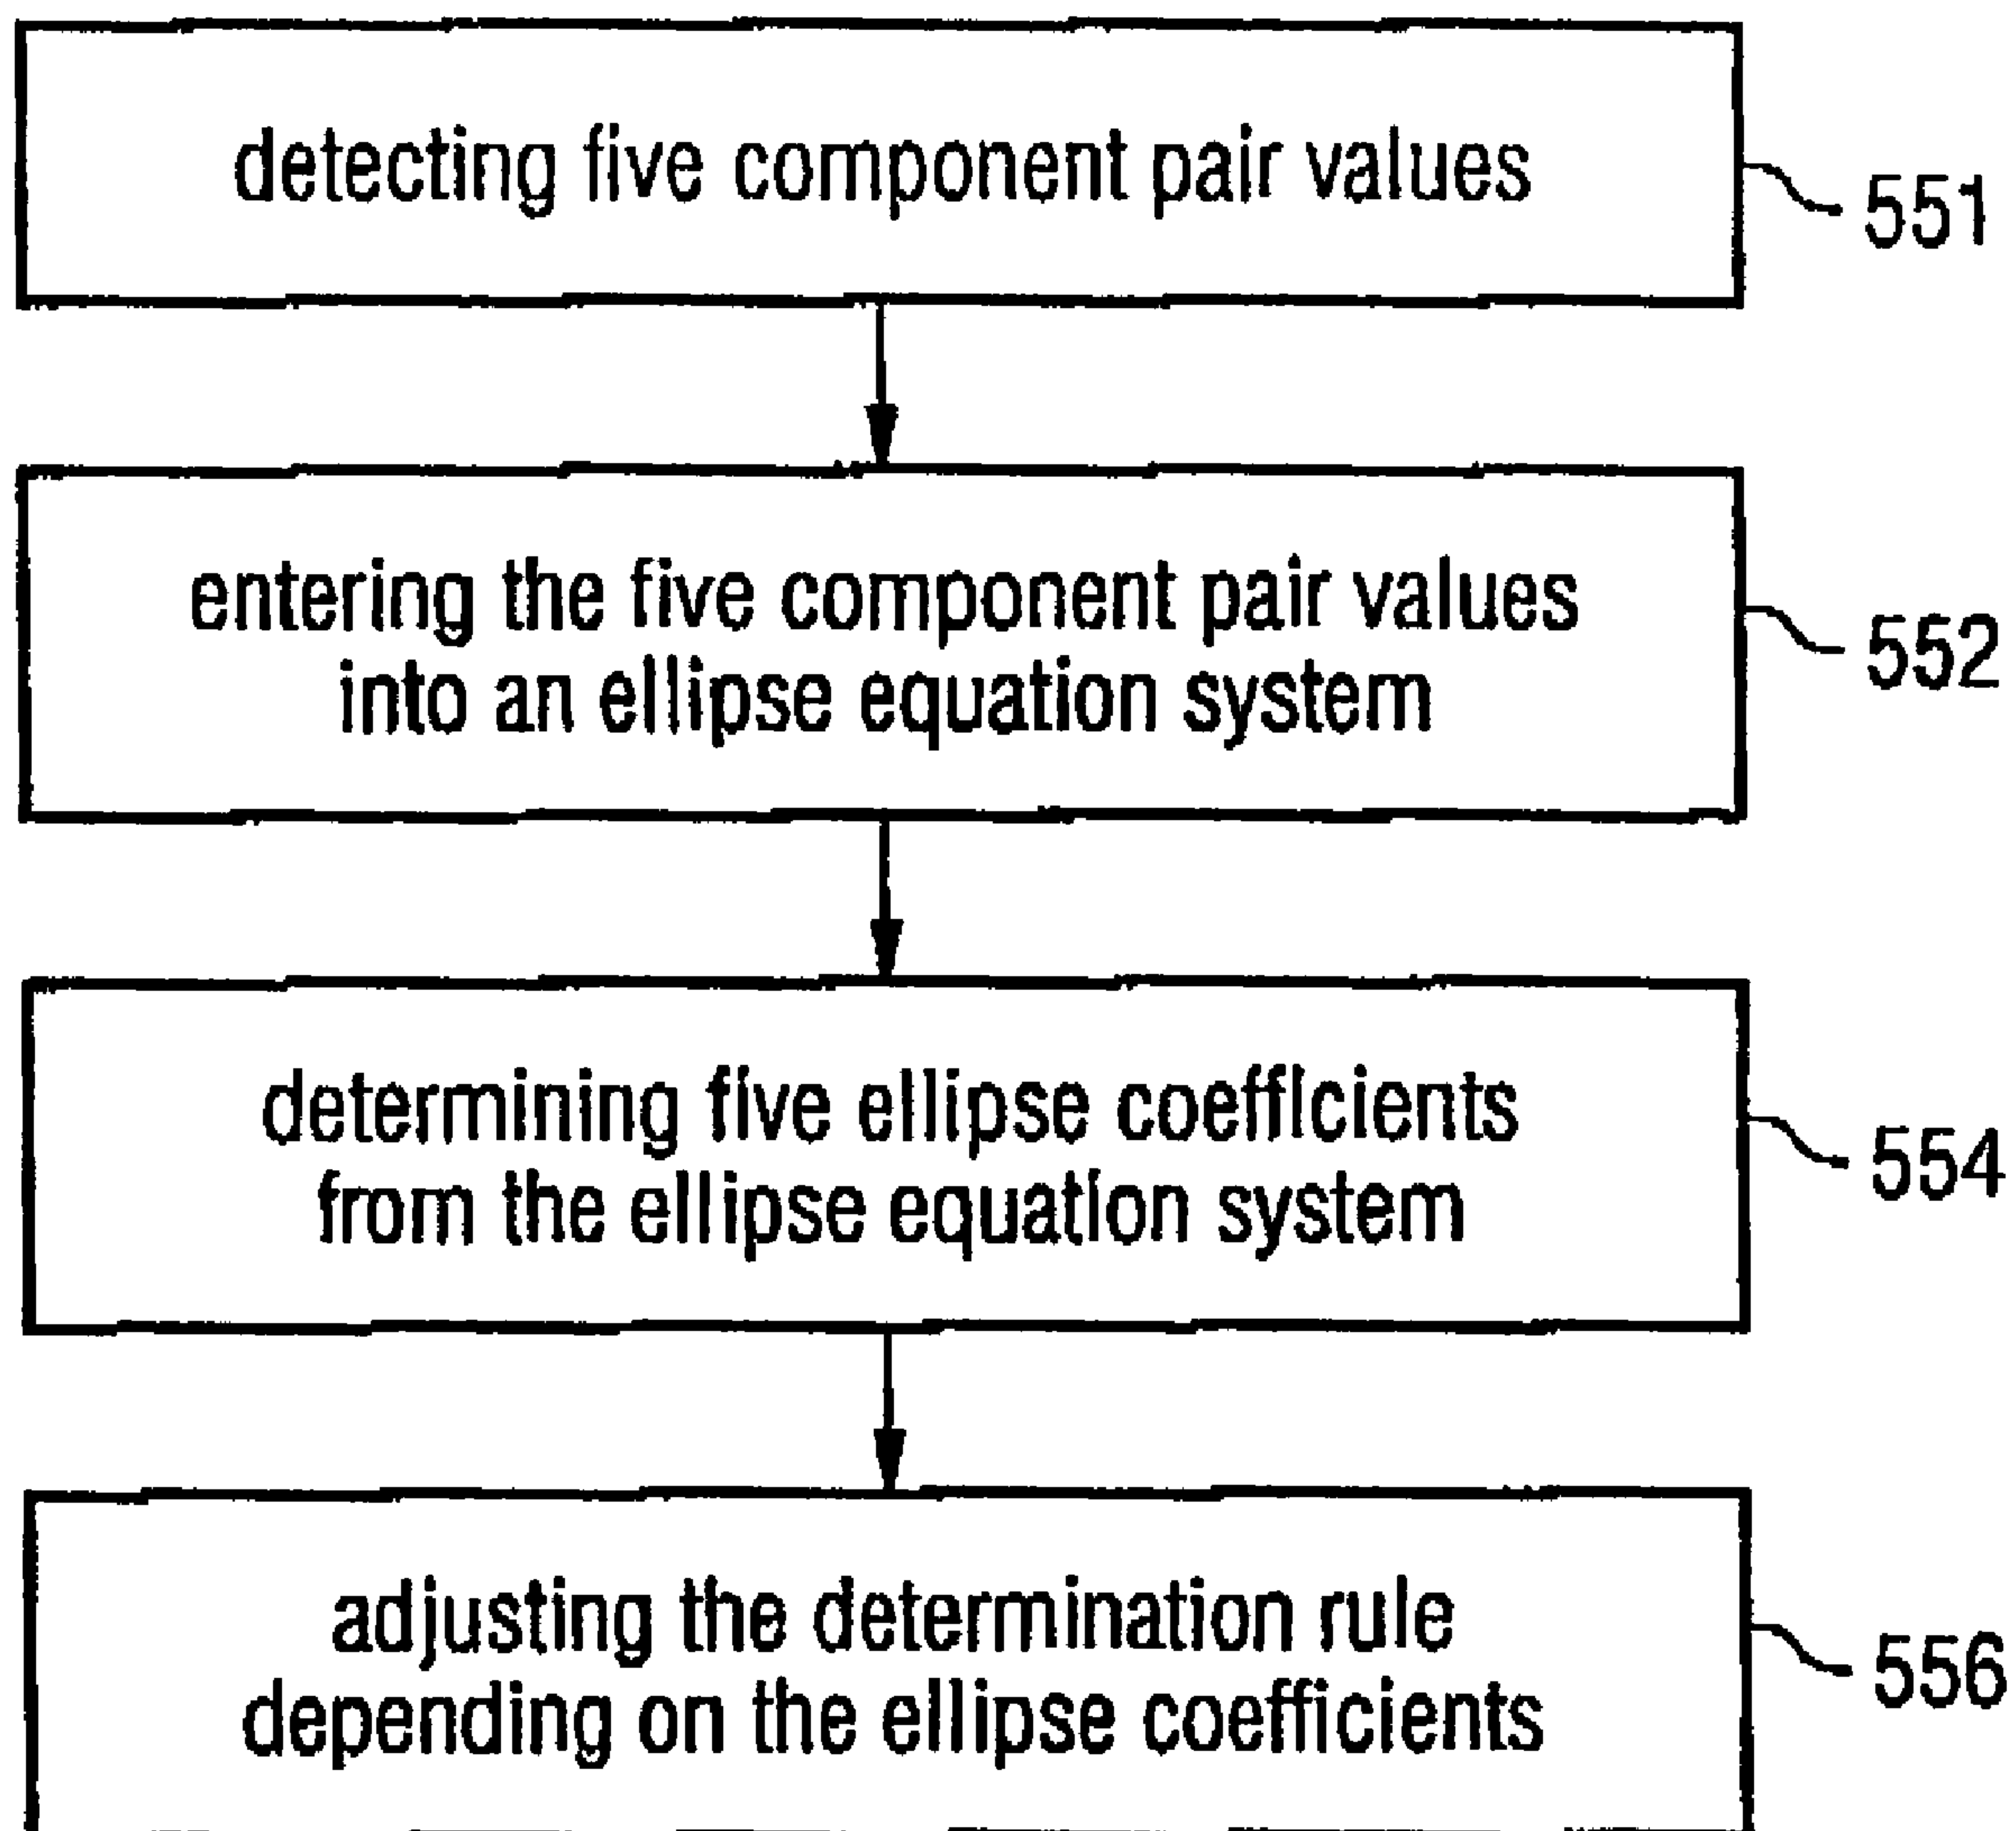 detecting five component pair values
551
entering the five component pair values
into an ellipse equation system
552
determining five ellipse coefficients
from the ellipse equation system
554
adjusting the determination rule
depending on the ellipse coefficients
556